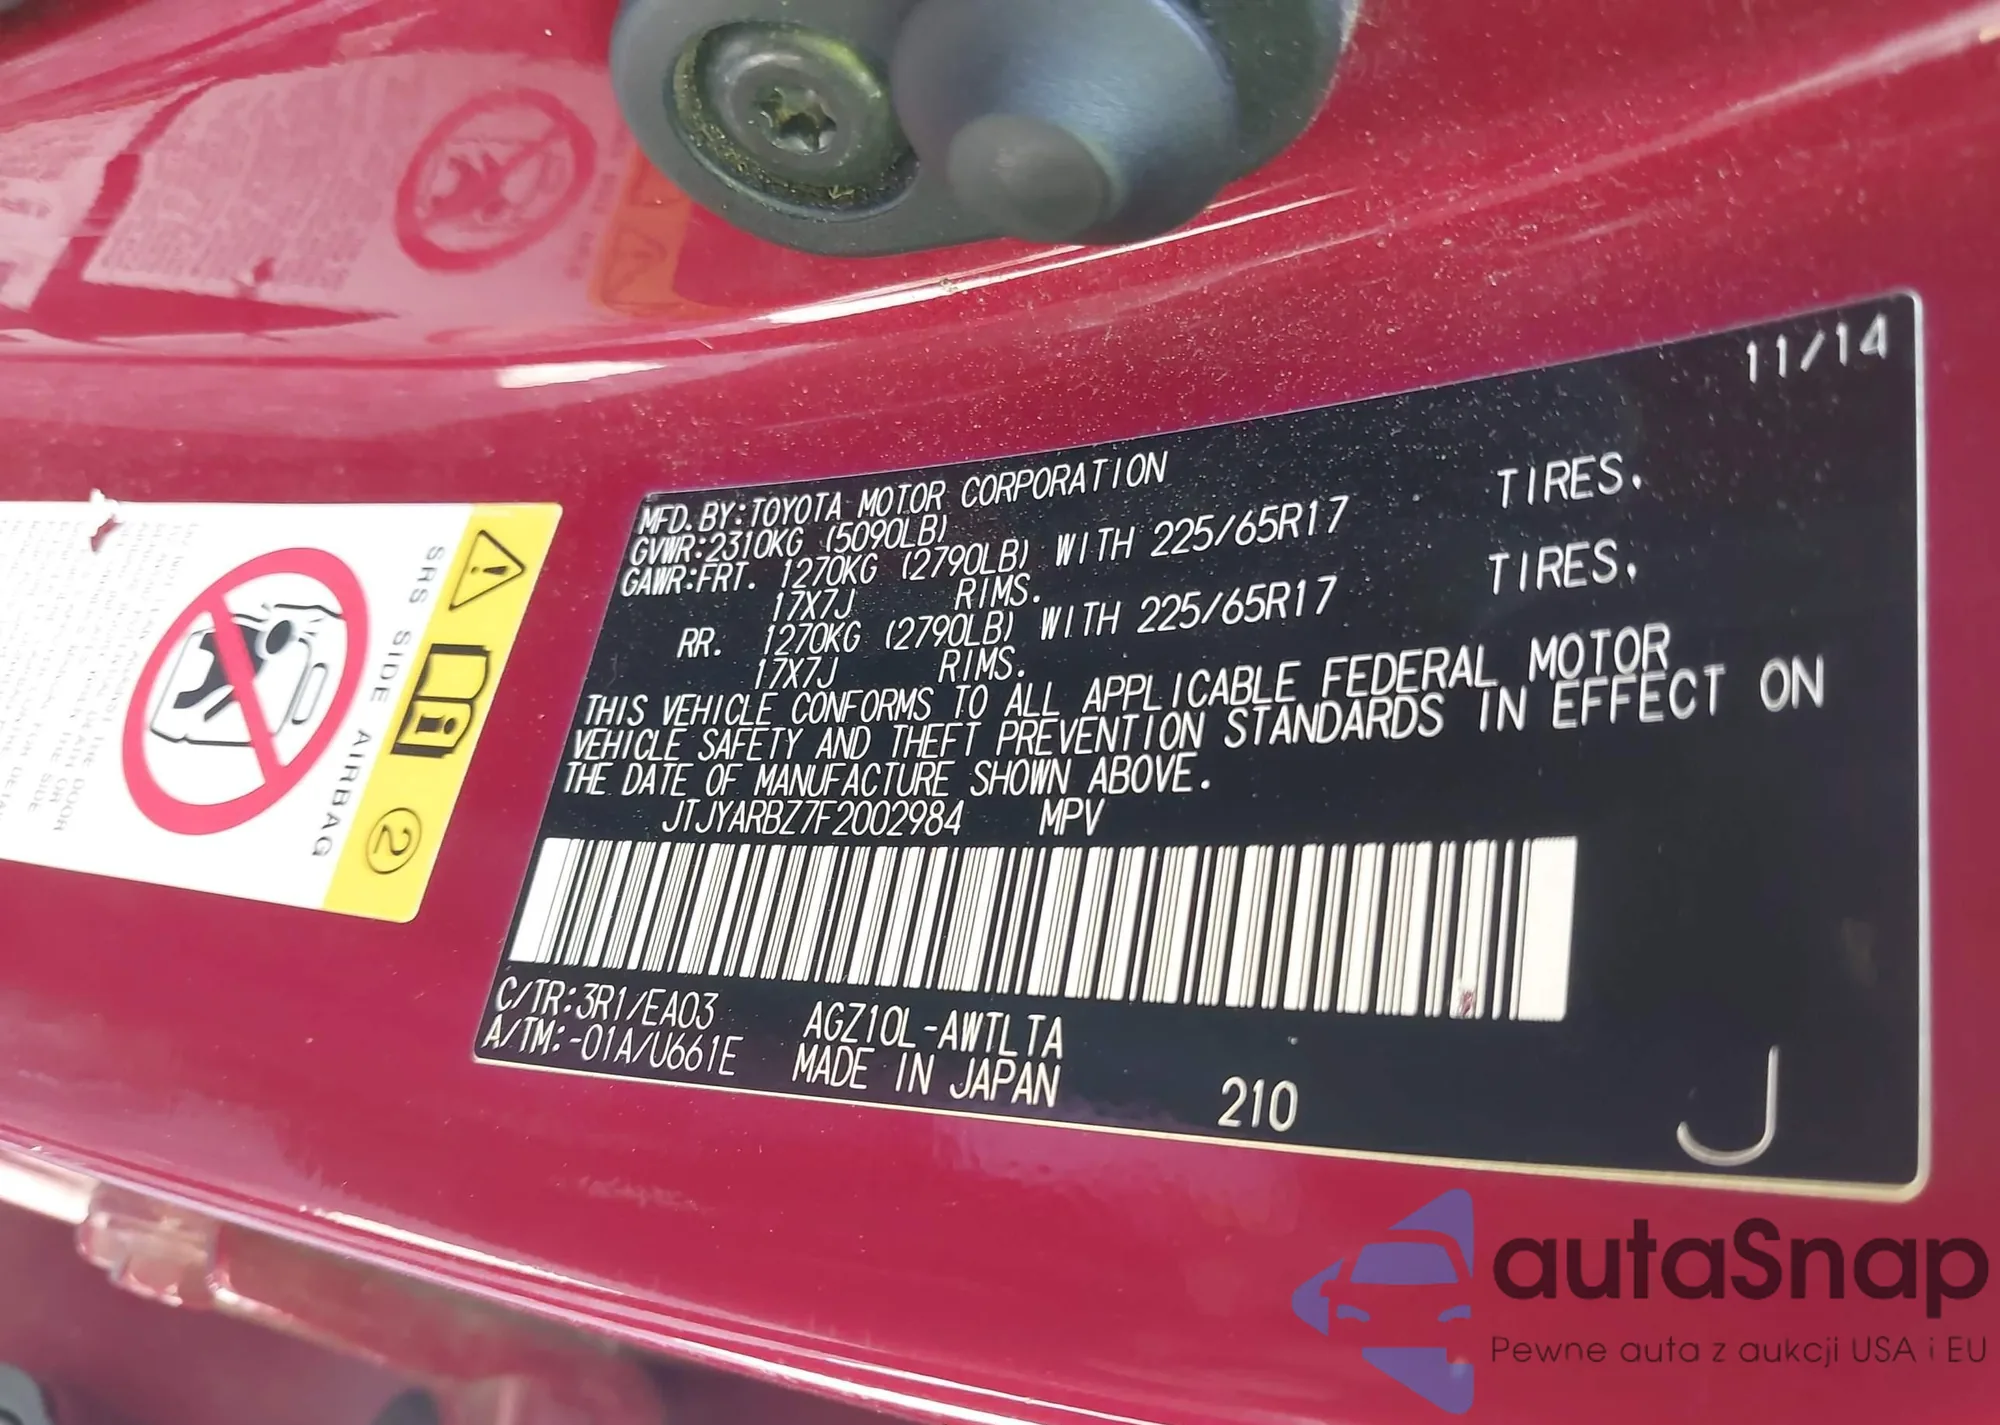 11/14
MFD.BY:TOYOTA MOTOR CORPORATION
GVWR:2310KG (5090LB)
GAWR:FRT. 1270KG (2790LB) WITH 225/65R17 TIRES,
17X7J RIMS.
RR. 1270KG (2790LB) WITH 225/65R17 TIRES,
17X7J RIMS.
THIS VEHICLE CONFORMS TO ALL APPLICABLE FEDERAL MOTOR
VEHICLE SAFETY AND THEFT PREVENTION STANDARDS IN EFFECT ON
THE DATE OF MANUFACTURE SHOWN ABOVE.
JTJYARBZ7F2002984 MPV
C/TR:3R1/EA03 AGZ10L-AWTLTA
A/TM:-01A/U661E MADE IN JAPAN
210
J
SRS SIDE AIRBAG
2
autaSnap
Pewne auta z aukcji USA i EU